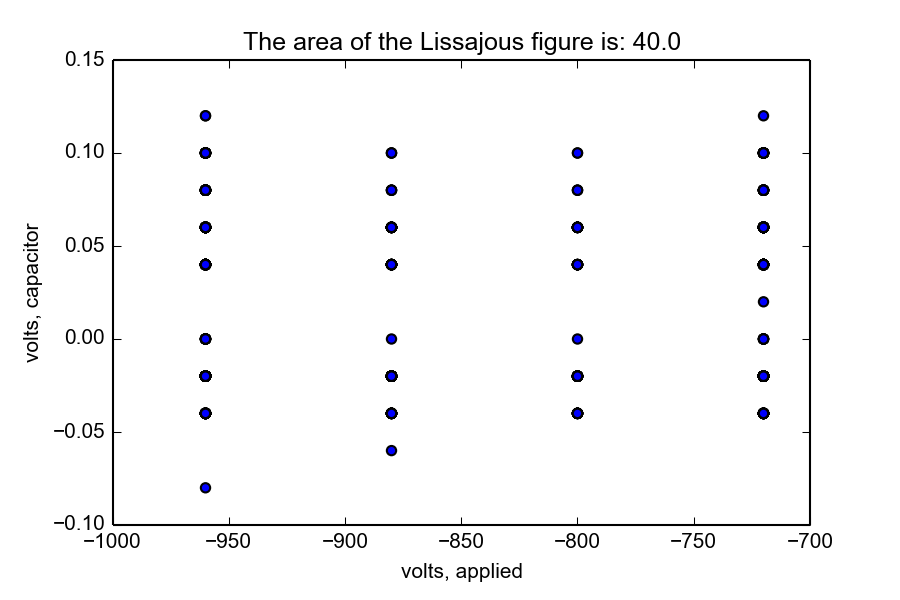 The area of the Lissajous figure is: 40.0
0.15
0.10
0.05
0.00
−0.05
−0.10
volts, capacitor
−1000 −950 −900 −850 −800 −750 −700
volts, applied